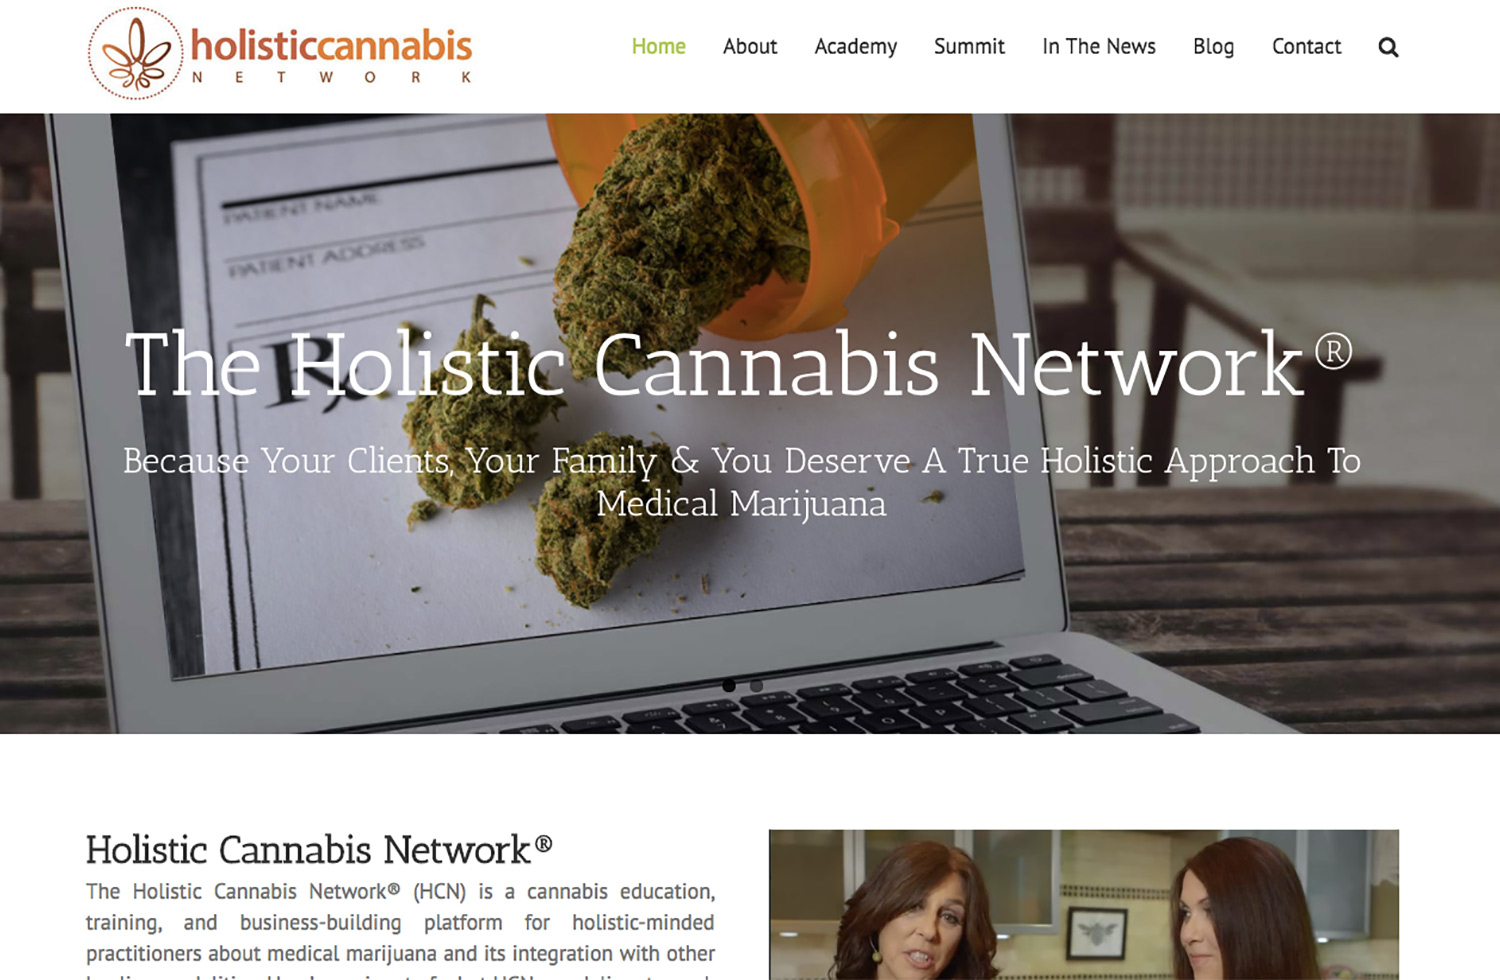 holisticcannabis
NETWORK
Home About Academy Summit In The News Blog Contact
PATIENT NAME
PATIENT ADDRESS
The Holistic Cannabis Network®
Because Your Clients, Your Family & You Deserve A True Holistic Approach To
Medical Marijuana
Holistic Cannabis Network®
The Holistic Cannabis Network® (HCN) is a cannabis education,
training, and business-building platform for holistic-minded
practitioners about medical marijuana and its integration with other